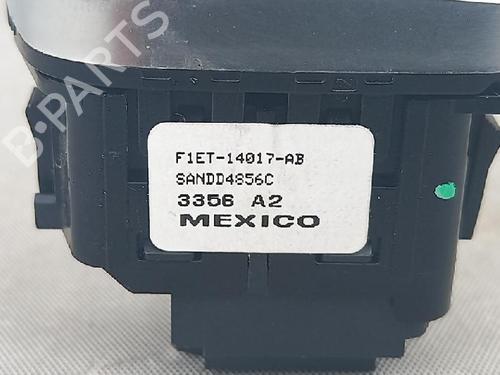 B-PARTS
F1ET-14017-AB
SANDD4856C
3356 A2
MEXICO